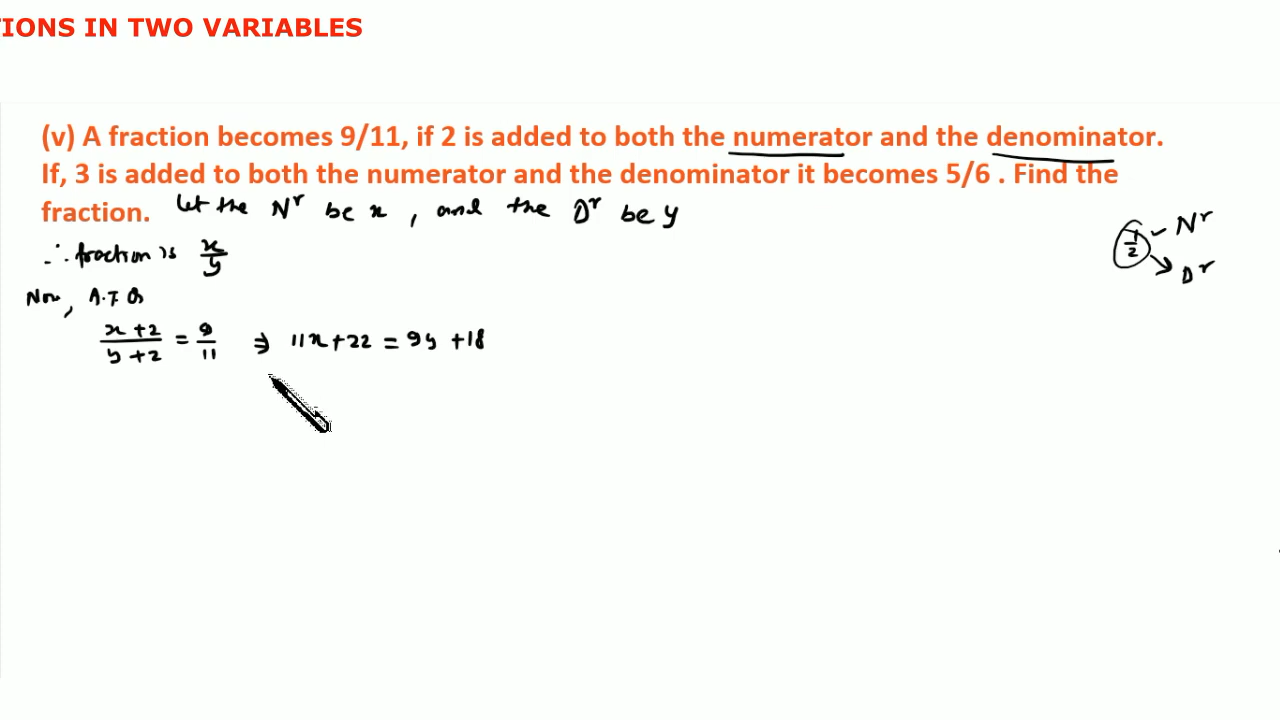 TIONS IN TWO VARIABLES
(v) A fraction becomes 9/11, if 2 is added to both the numerator and the denominator.
If, 3 is added to both the numerator and the denominator it becomes 5/6 . Find the
fraction. let the Nʳ be x , and the Dʳ be y
∴ fraction is x/y
Now, A.T.Q
(x+2)/(y+2) = 9/11 ⇒ 11x+22 = 9y+18
1/2 Nʳ
Dʳ